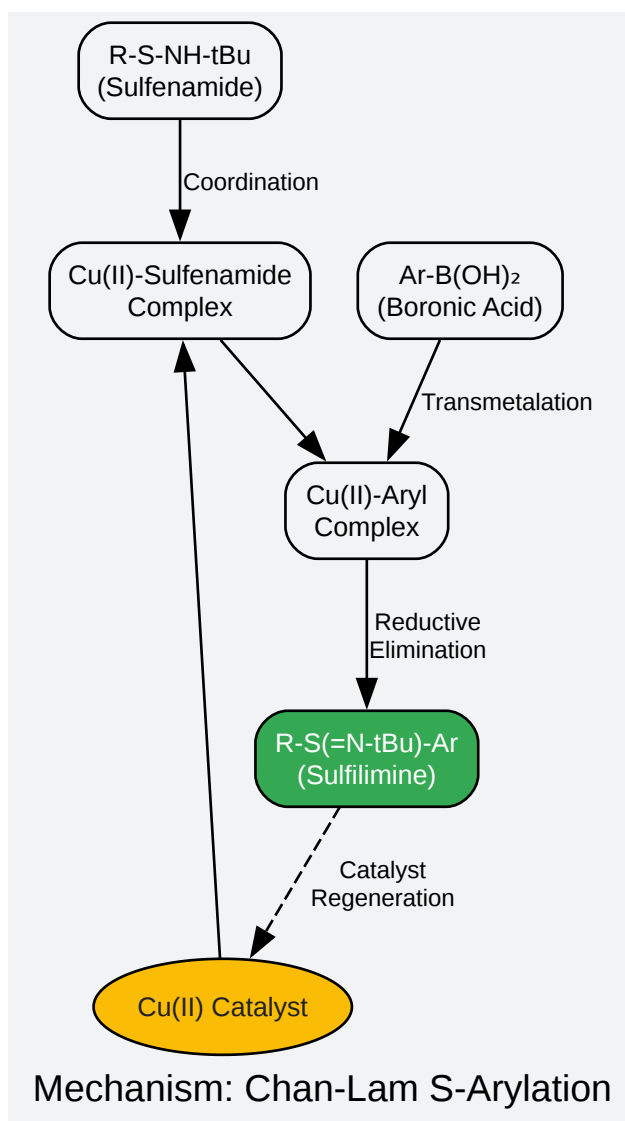 R-S-NH-tBu
(Sulfenamide)
Coordination
Cu(II)-Sulfenamide
Complex
Ar-B(OH)₂
(Boronic Acid)
Transmetalation
Cu(II)-Aryl
Complex
Reductive
Elimination
R-S(=N-tBu)-Ar
(Sulfilimine)
Catalyst
Regeneration
Cu(II) Catalyst
Mechanism: Chan-Lam S-Arylation